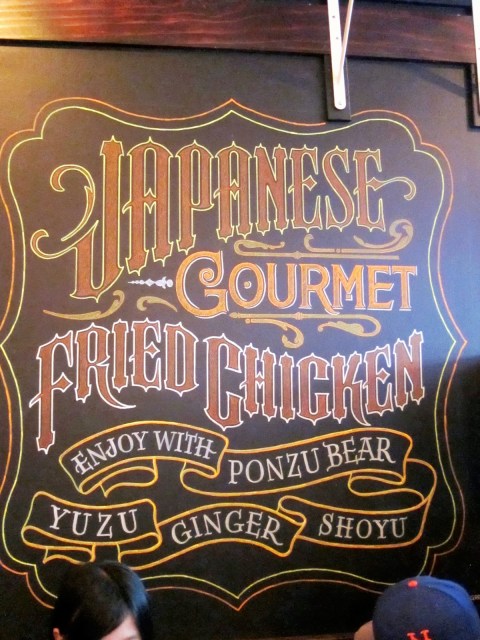 JAPANESE
GOURMET
FRIED CHICKEN
ENJOY WITH PONZU BEAR
YUZU GINGER SHOYU